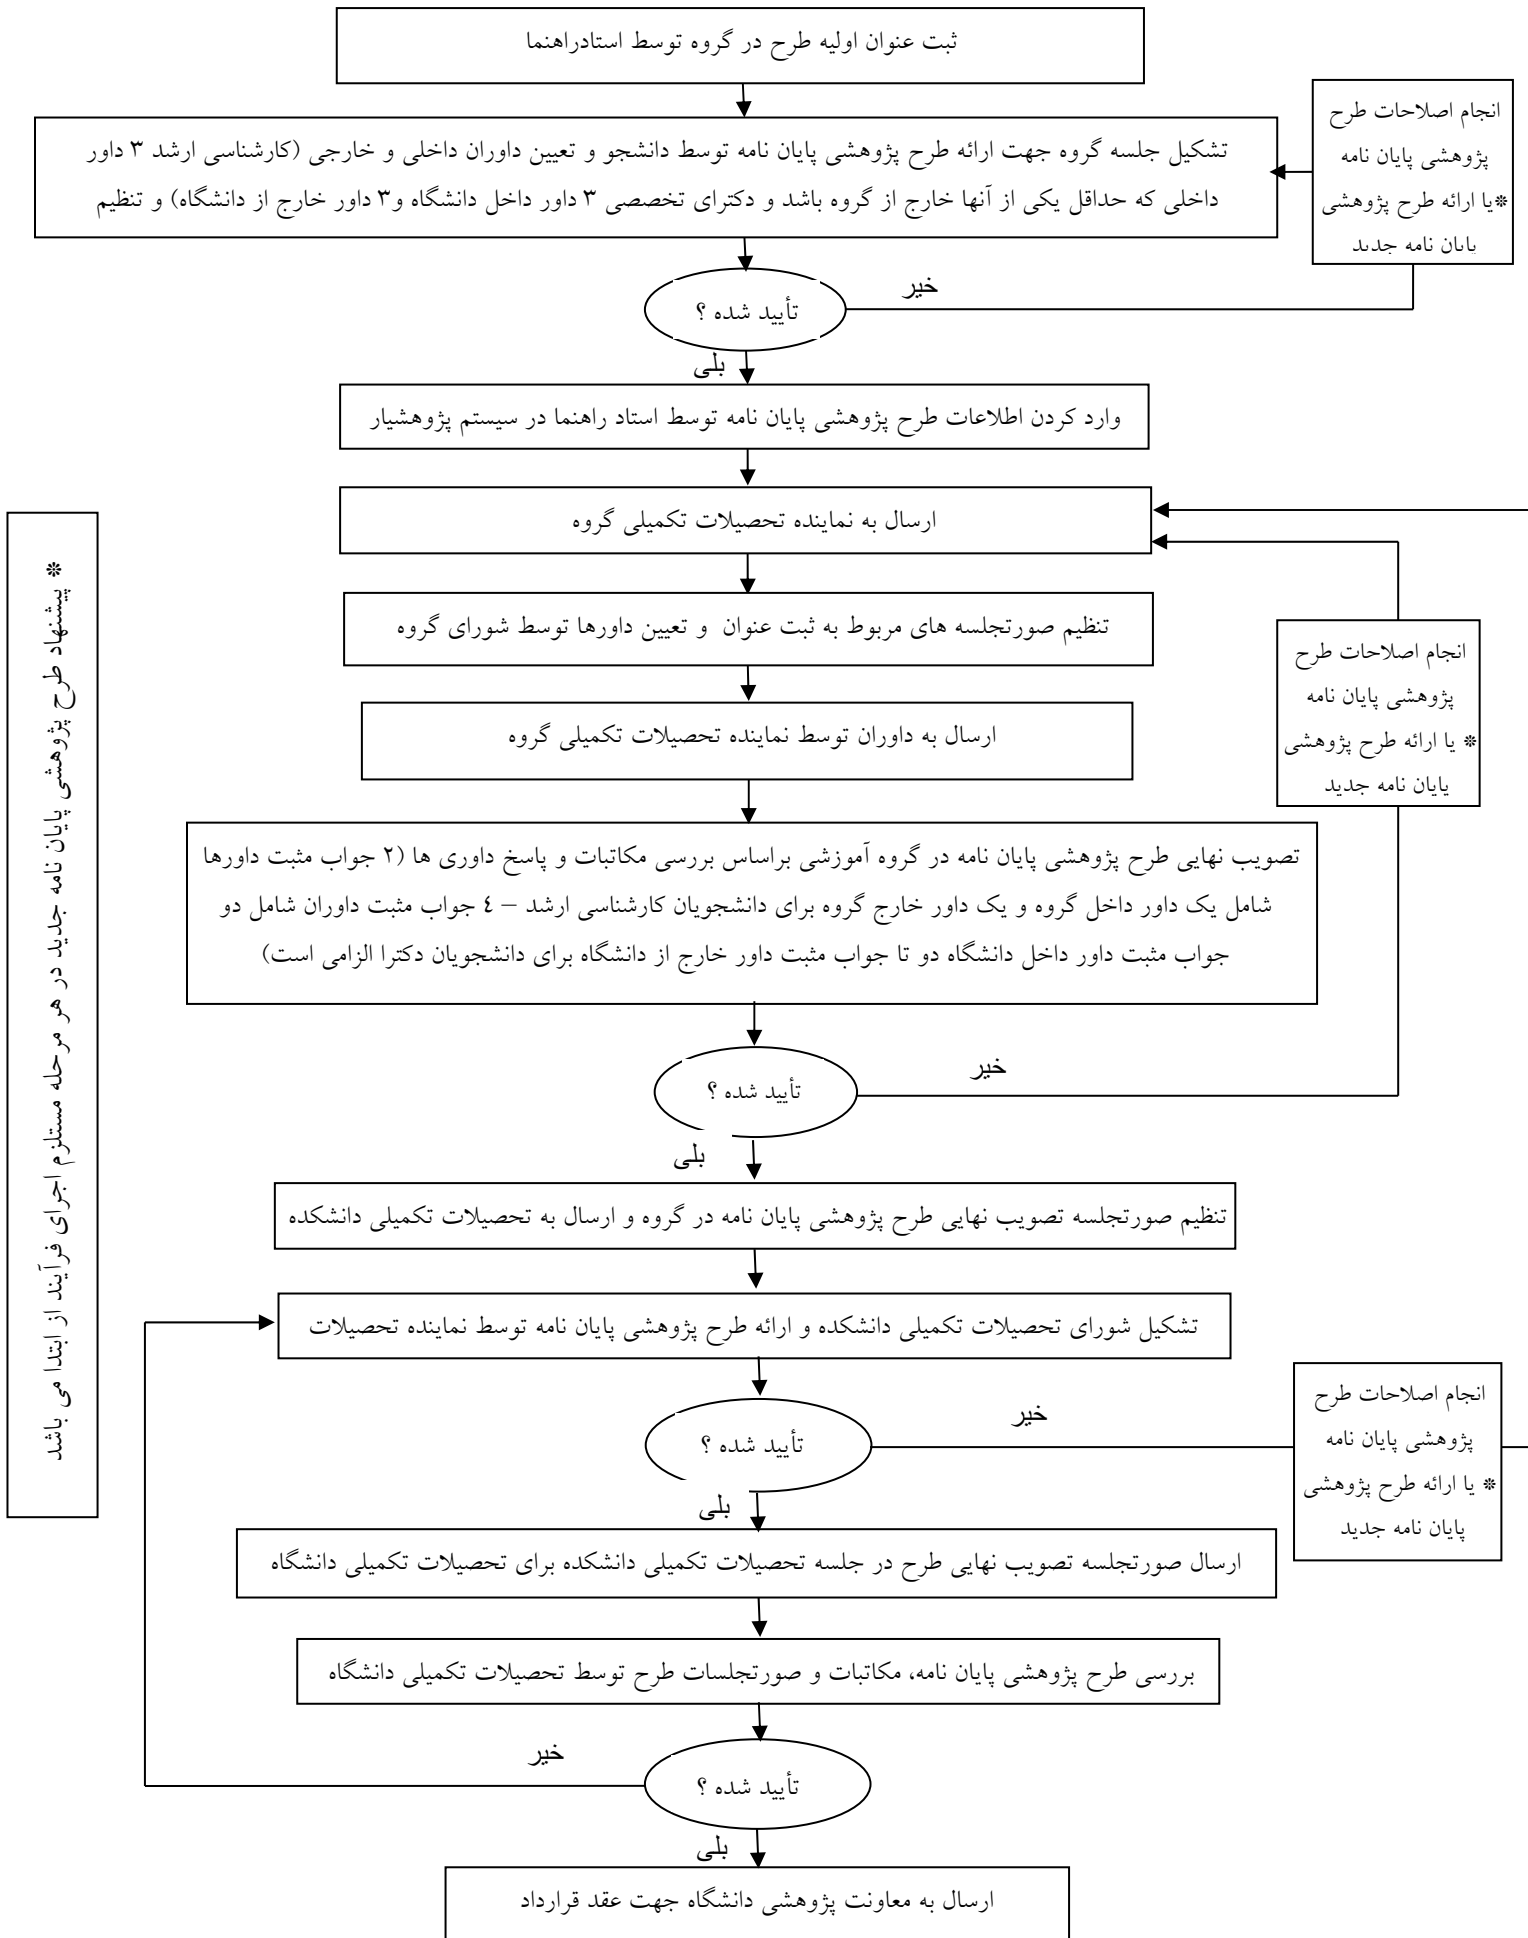 ثبت عنوان اولیه طرح در گروه توسط استادراهنما
انجام اصلاحات طرح
پژوهشی پایان نامه
*یا ارائه طرح پژوهشی
پایان نامه جدید
تشکیل جلسه گروه جهت ارائه طرح پژوهشی پایان نامه توسط دانشجو و تعیین داوران داخلی و خارجی (کارشناسی ارشد ۳ داور
داخلی که حداقل یکی از آنها خارج از گروه باشد و دکترای تخصصی ۳ داور داخل دانشگاه و۳ داور خارج از دانشگاه) و تنظیم
خیر
تأیید شده ؟
بلی
وارد کردن اطلاعات طرح پژوهشی پایان نامه توسط استاد راهنما در سیستم پژوهشیار
ارسال به نماینده تحصیلات تکمیلی گروه
تنظیم صورتجلسه های مربوط به ثبت عنوان و تعیین داورها توسط شورای گروه
انجام اصلاحات طرح
پژوهشی پایان نامه
* یا ارائه طرح پژوهشی
پایان نامه جدید
ارسال به داوران توسط نماینده تحصیلات تکمیلی گروه
تصویب نهایی طرح پژوهشی پایان نامه در گروه آموزشی براساس بررسی مکاتبات و پاسخ داوری ها (۲ جواب مثبت داورها
شامل یک داور داخل گروه و یک داور خارج گروه برای دانشجویان کارشناسی ارشد – ٤ جواب مثبت داوران شامل دو
جواب مثبت داور داخل دانشگاه دو تا جواب مثبت داور خارج از دانشگاه برای دانشجویان دکترا الزامی است)
خیر
تأیید شده ؟
بلی
تنظیم صورتجلسه تصویب نهایی طرح پژوهشی پایان نامه در گروه و ارسال به تحصیلات تکمیلی دانشکده
تشکیل شورای تحصیلات تکمیلی دانشکده و ارائه طرح پژوهشی پایان نامه توسط نماینده تحصیلات
انجام اصلاحات طرح
پژوهشی پایان نامه
* یا ارائه طرح پژوهشی
پایان نامه جدید
خیر
تأیید شده ؟
بلی
ارسال صورتجلسه تصویب نهایی طرح در جلسه تحصیلات تکمیلی دانشکده برای تحصیلات تکمیلی دانشگاه
بررسی طرح پژوهشی پایان نامه، مکاتبات و صورتجلسات طرح توسط تحصیلات تکمیلی دانشگاه
خیر
تأیید شده ؟
بلی
ارسال به معاونت پژوهشی دانشگاه جهت عقد قرارداد
* پیشنهاد طرح پژوهشی پایان نامه جدید در هر مرحله مستلزم اجرای فرآیند از ابتدا می باشد